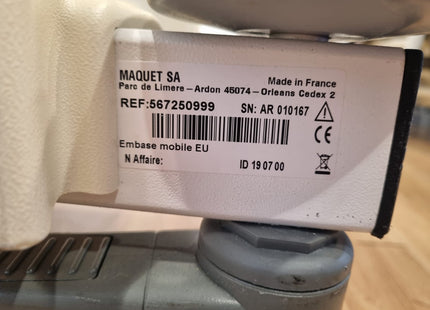 MAQUET SA Made in France
Parc de Limere – Ardon 45074 – Orleans Cedex 2
REF:567250999 SN: AR 010167
CE
Embase mobile EU
N Affaire: ID 19 07 00